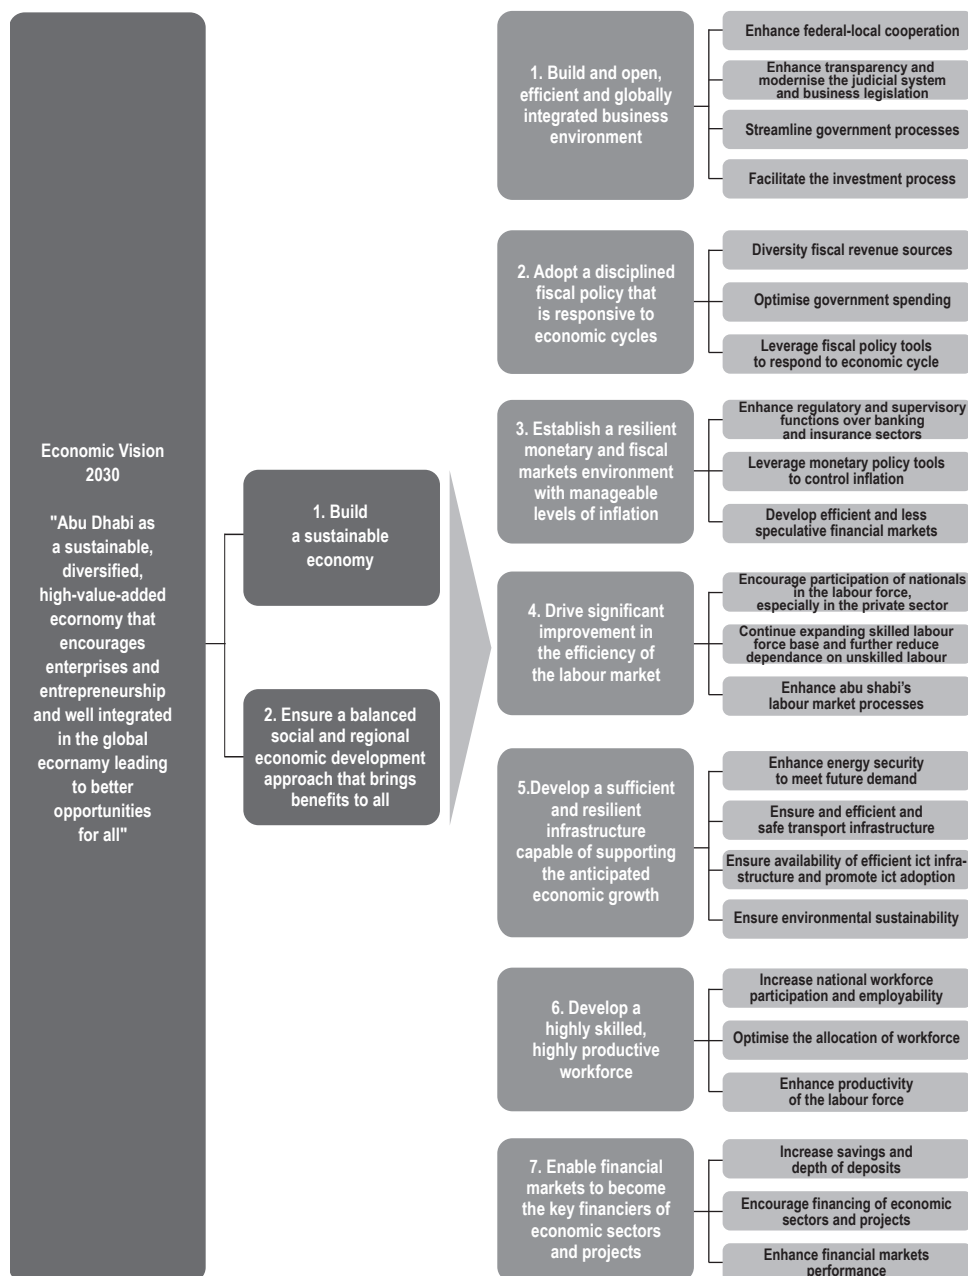 Economic Vision
2030
"Abu Dhabi as
a sustainable,
diversified,
high-value-added
ecornomy that
encourages
enterprises and
entrepreneurship
and well integrated
in the global
ecornamy leading
to better
opportunities
for all"
1. Build
a sustainable
economy
2. Ensure a balanced
social and regional
economic development
approach that brings
benefits to all
1. Build and open,
efficient and globally
integrated business
environment
Enhance federal-local cooperation
Enhance transparency and
modernise the judicial system
and business legislation
Streamline government processes
Facilitate the investment process
2. Adopt a disciplined
fiscal policy that
is responsive to
economic cycles
Diversity fiscal revenue sources
Optimise government spending
Leverage fiscal policy tools
to respond to economic cycle
3. Establish a resilient
monetary and fiscal
markets environment
with manageable
levels of inflation
Enhance regulatory and supervisory
functions over banking
and insurance sectors
Leverage monetary policy tools
to control inflation
Develop efficient and less
speculative financial markets
4. Drive significant
improvement in
the efficiency of
the labour market
Encourage participation of nationals
in the labour force,
especially in the private sector
Continue expanding skilled labour
force base and further reduce
dependance on unskilled labour
Enhance abu shabi's
labour market processes
5.Develop a sufficient
and resilient
infrastructure
capable of supporting
the anticipated
economic growth
Enhance energy security
to meet future demand
Ensure and efficient and
safe transport infrastructure
Ensure availability of efficient ict infra-
structure and promote ict adoption
Ensure environmental sustainability
6. Develop a
highly skilled,
highly productive
workforce
Increase national workforce
participation and employability
Optimise the allocation of workforce
Enhance productivity
of the labour force
7. Enable financial
markets to become
the key financiers of
economic sectors
and projects
Increase savings and
depth of deposits
Encourage financing of economic
sectors and projects
Enhance financial markets
performance